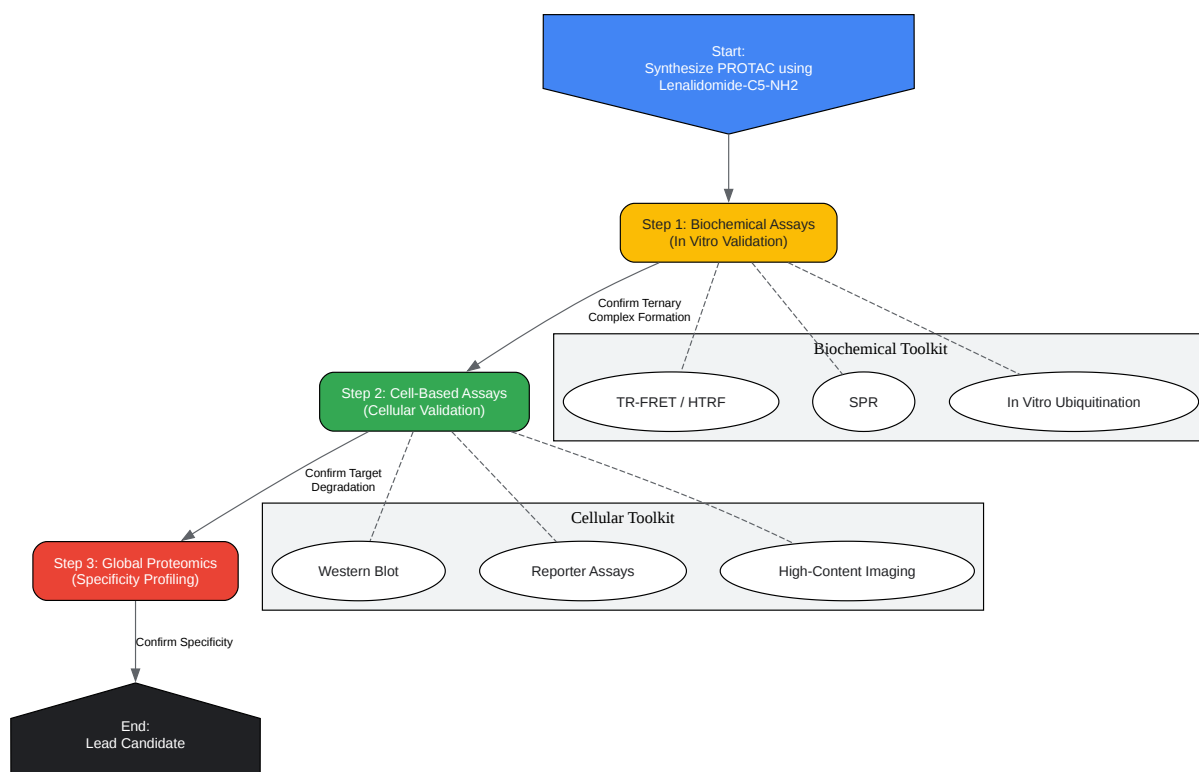 Start:
Synthesize PROTAC using
Lenalidomide-C5-NH2
Step 1: Biochemical Assays
(In Vitro Validation)
Confirm Ternary
Complex Formation
Biochemical Toolkit
TR-FRET / HTRF
SPR
In Vitro Ubiquitination
Step 2: Cell-Based Assays
(Cellular Validation)
Confirm Target
Degradation
Cellular Toolkit
Western Blot
Reporter Assays
High-Content Imaging
Step 3: Global Proteomics
(Specificity Profiling)
Confirm Specificity
End:
Lead Candidate